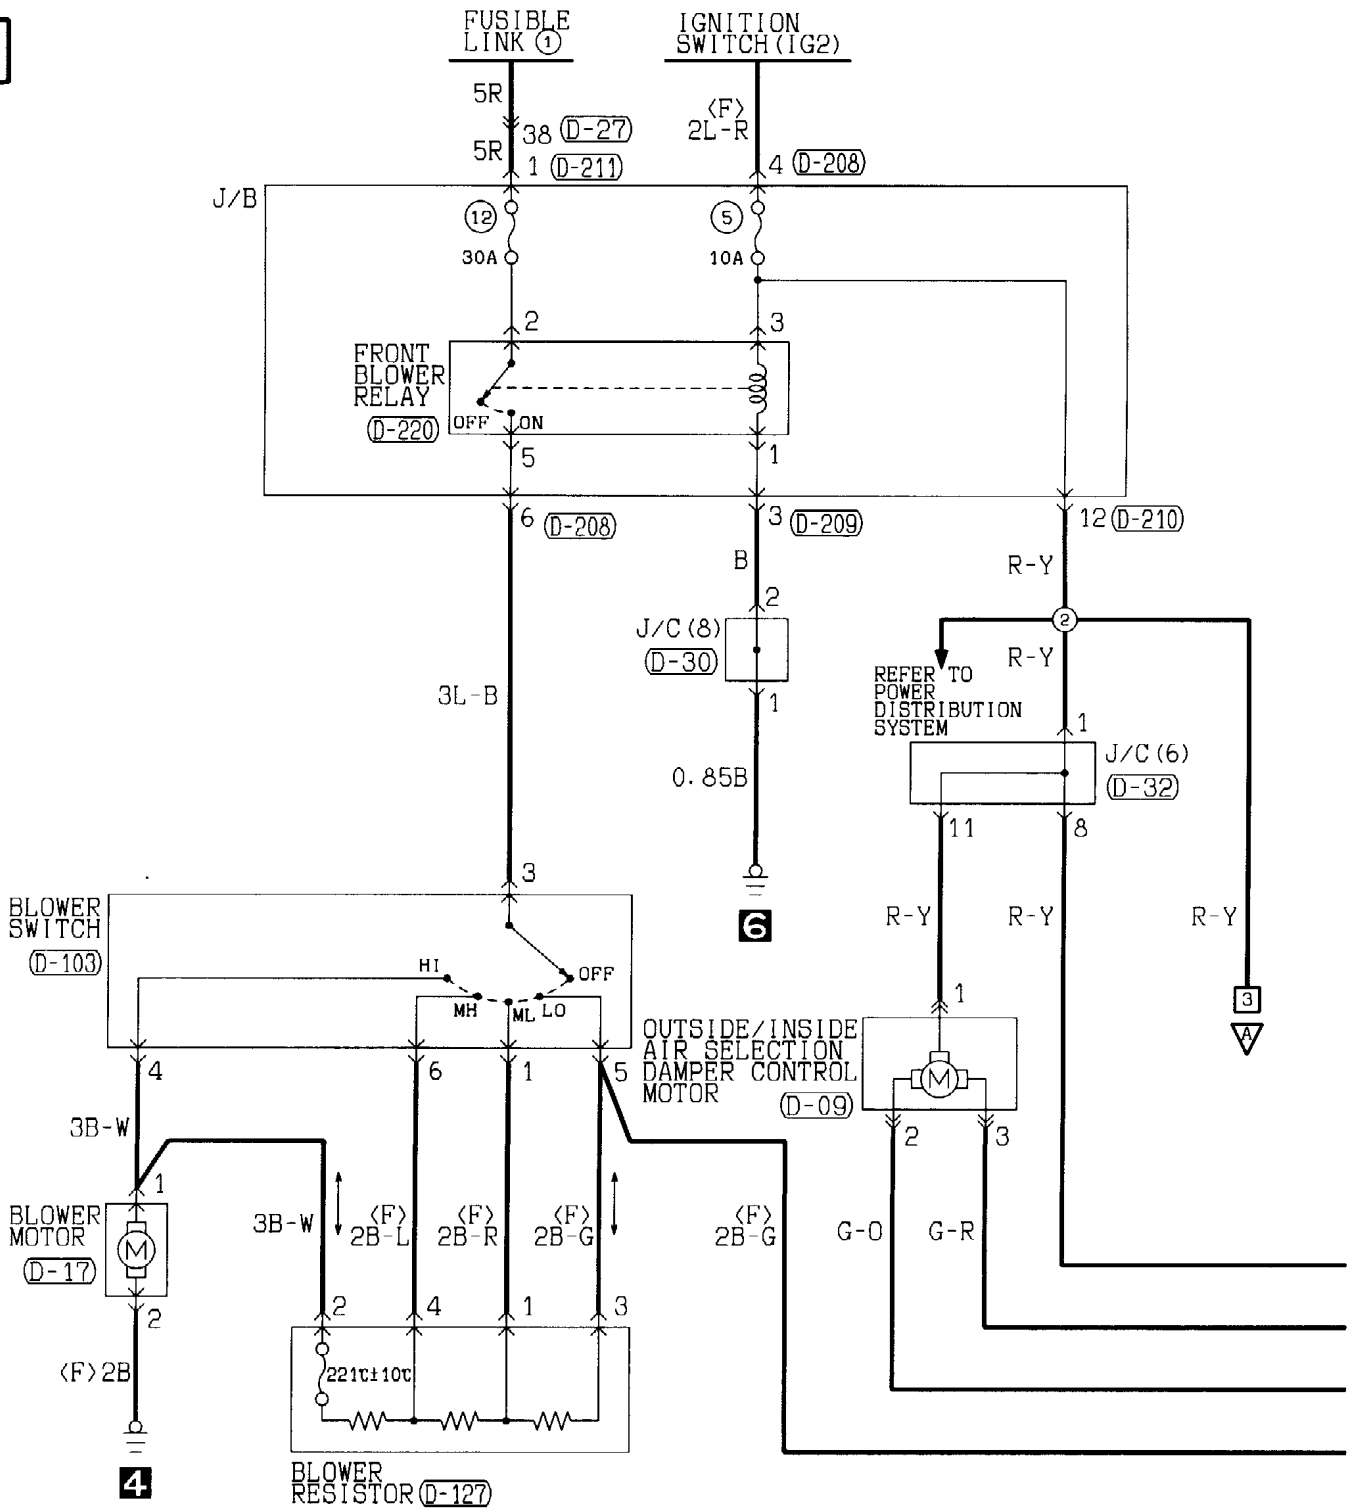 FUSIBLE
LINK ①
IGNITION
SWITCH(IG2)
5R
38 D-27
5R
1 D-211
<F>
2L-R
4 D-208
J/B
12
30A
5
10A
2
3
FRONT
BLOWER
RELAY
D-220
OFF
ON
5
1
6 D-208
3 D-209
12 D-210
B
R-Y
2
J/C(8)
D-30
1
2
R-Y
REFER TO
POWER
DISTRIBUTION
SYSTEM
3L-B
1
J/C(6)
D-32
0.85B
11
8
6
3
BLOWER
SWITCH
D-103
HI
OFF
MH
ML
LO
R-Y
R-Y
R-Y
3
A
1
OUTSIDE/INSIDE
AIR SELECTION
DAMPER CONTROL
MOTOR
D-09
M
4
6
1
5
2
3
3B-W
1
BLOWER
MOTOR
D-17
M
2
3B-W
<F>
2B-L
<F>
2B-R
<F>
2B-G
<F>
2B-G
G-O
G-R
2
4
1
3
<F>2B
221℃±10℃
4
BLOWER
RESISTOR D-127